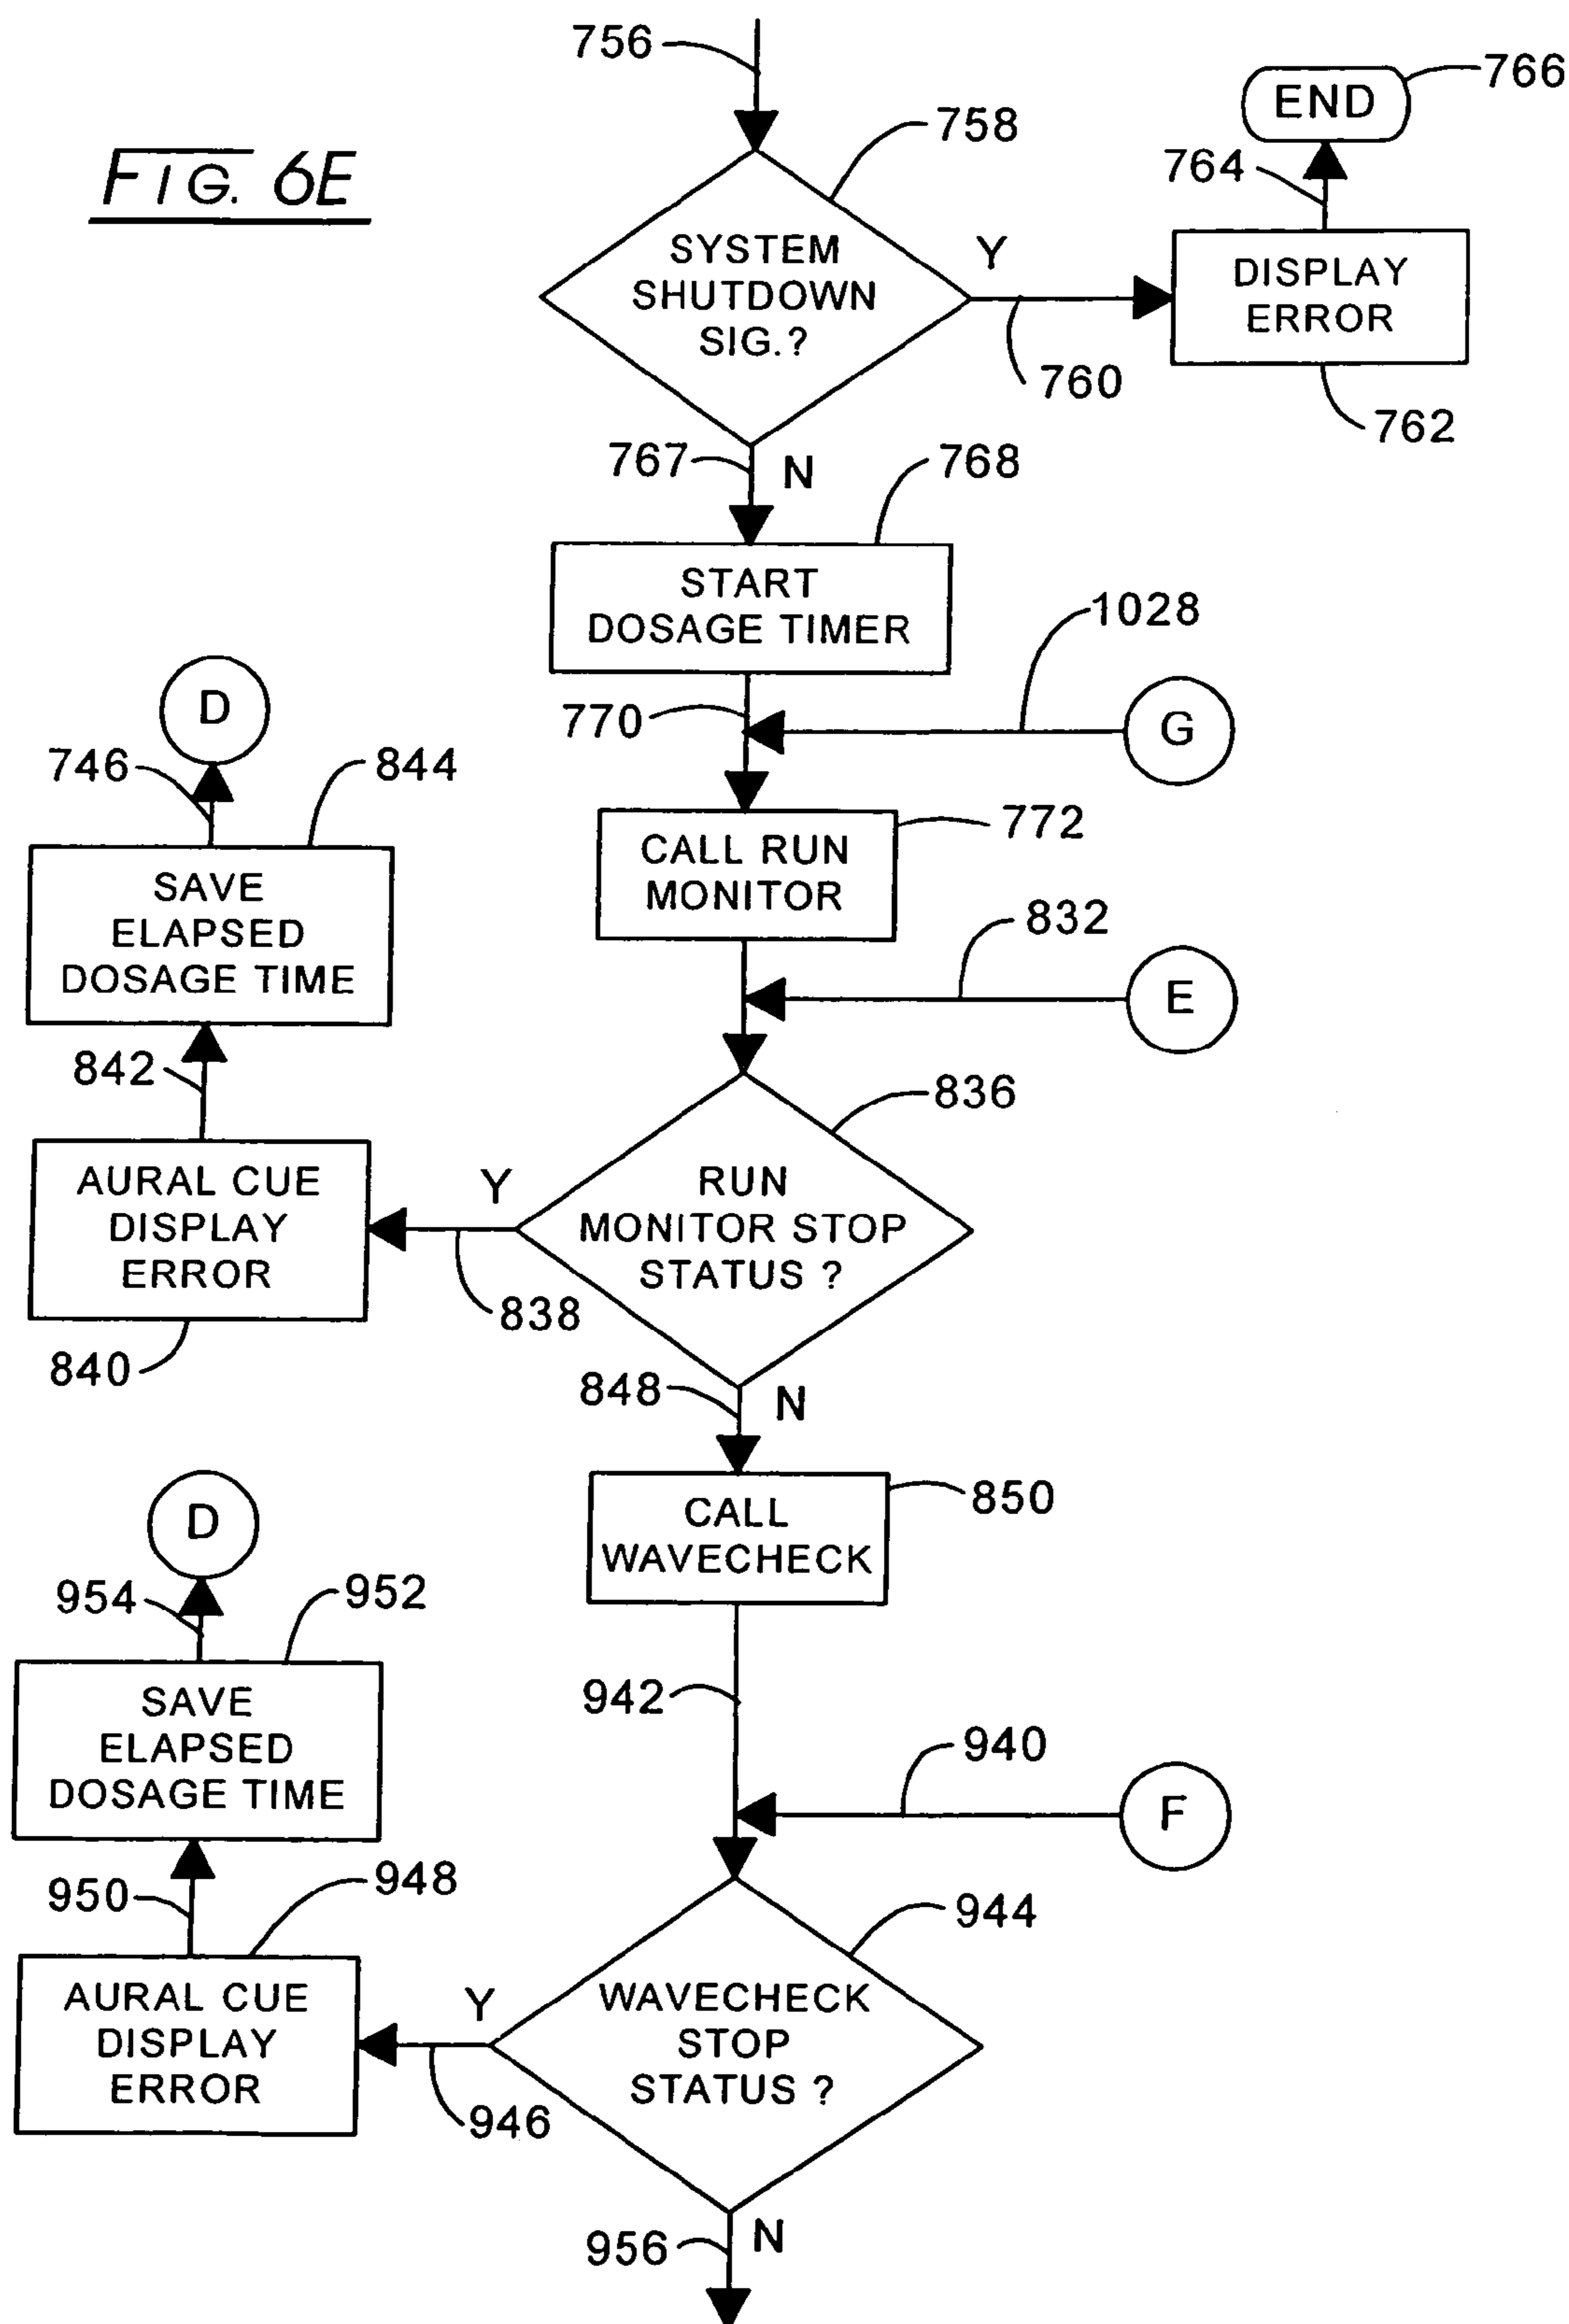 756
END
766
FIG. 6E
758
764
SYSTEM
SHUTDOWN
SIG.?
Y
DISPLAY
ERROR
760
762
767
N
768
START
DOSAGE TIMER
1028
D
770
G
746
844
772
CALL RUN
MONITOR
SAVE
ELAPSED
DOSAGE TIME
832
E
842
836
AURAL CUE
DISPLAY
ERROR
Y
RUN
MONITOR STOP
STATUS ?
838
840
848
N
850
CALL
WAVECHECK
D
954
952
942
SAVE
ELAPSED
DOSAGE TIME
940
F
950
948
944
AURAL CUE
DISPLAY
ERROR
Y
WAVECHECK
STOP
STATUS ?
946
956
N